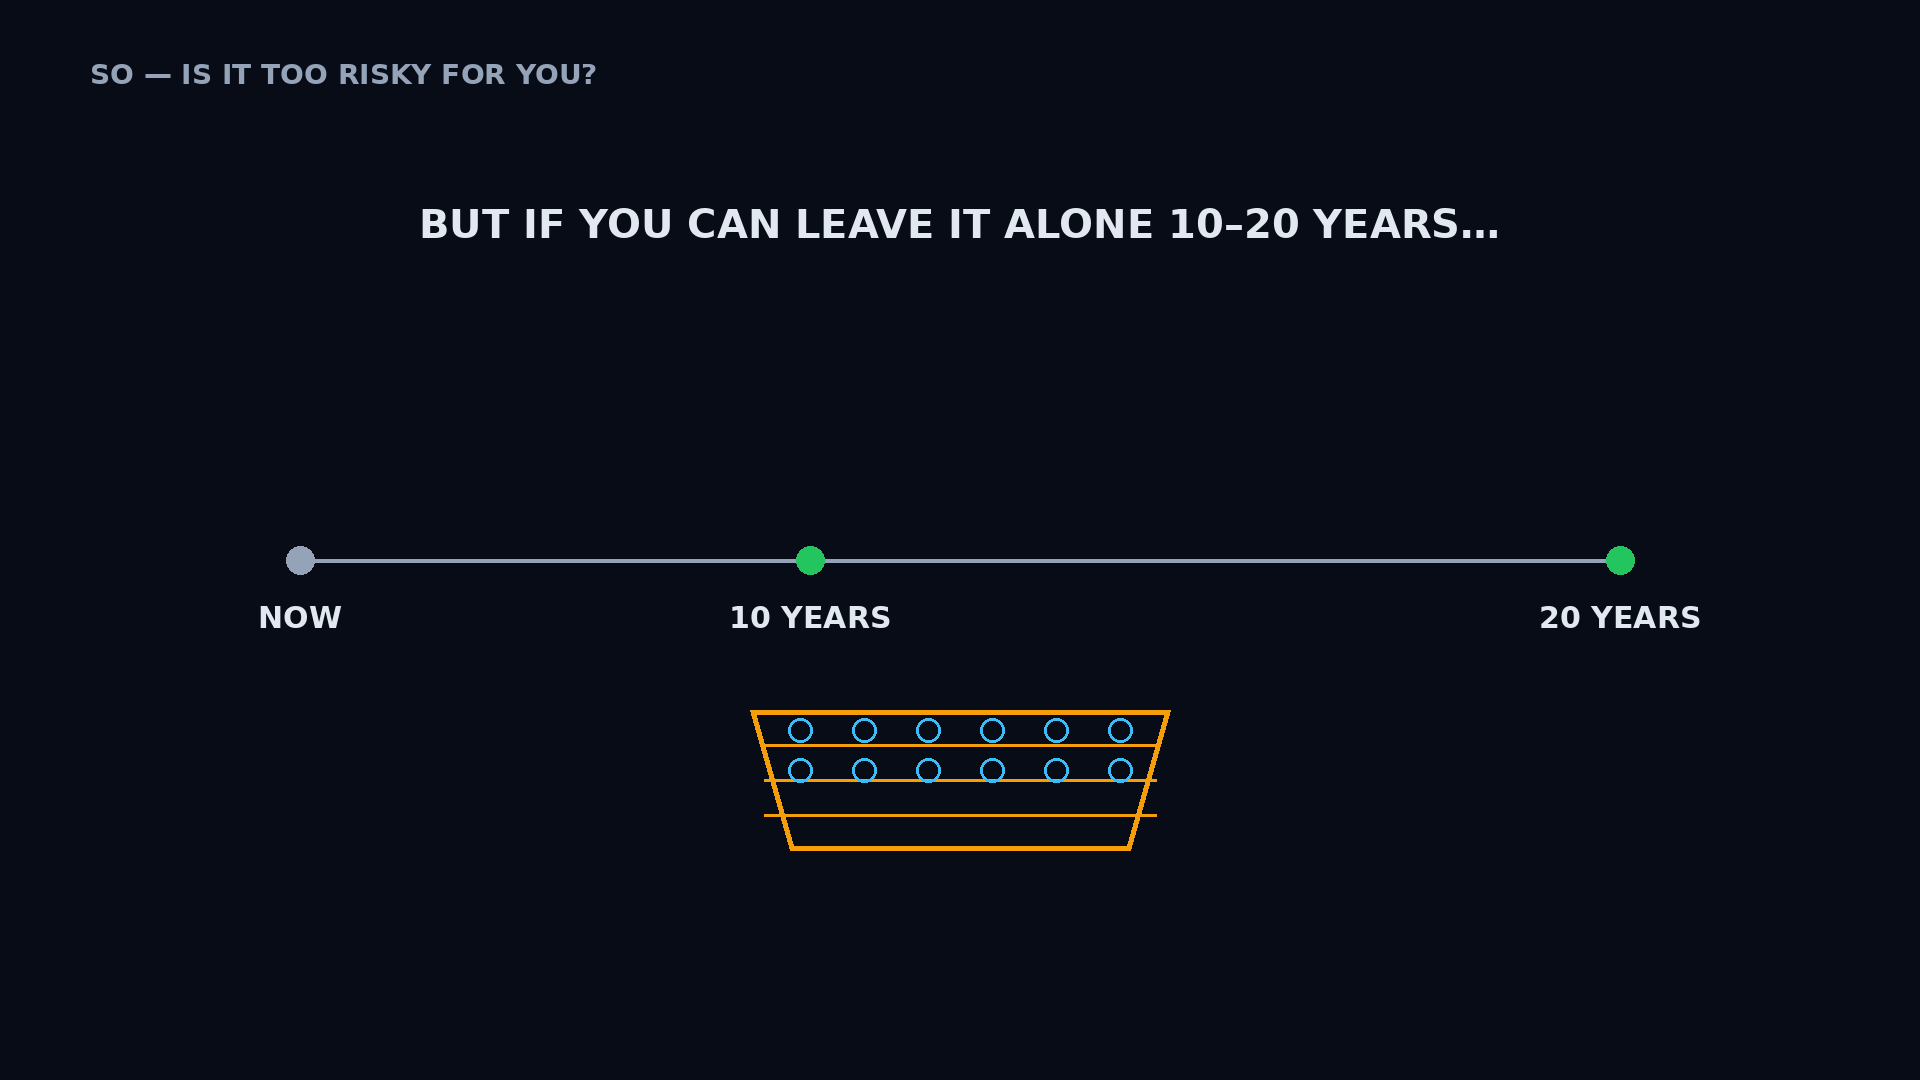 SO — IS IT TOO RISKY FOR YOU?
BUT IF YOU CAN LEAVE IT ALONE 10–20 YEARS…
NOW
10 YEARS
20 YEARS